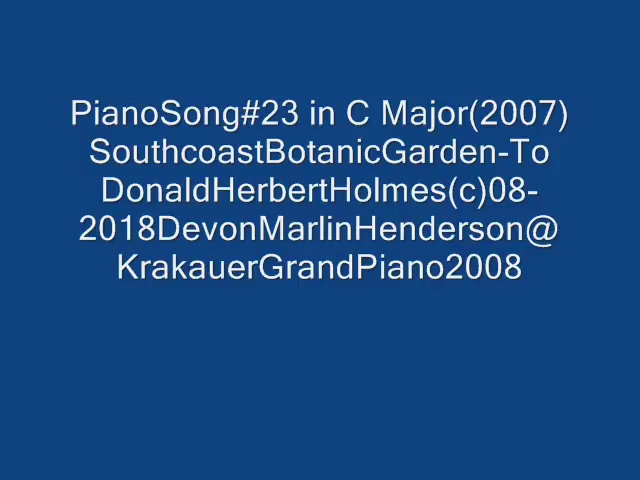 PianoSong#23 in C Major(2007)
SouthcoastBotanicGarden-To
DonaldHerbertHolmes(c)08-
2018DevonMarlinHenderson@
KrakauerGrandPiano2008